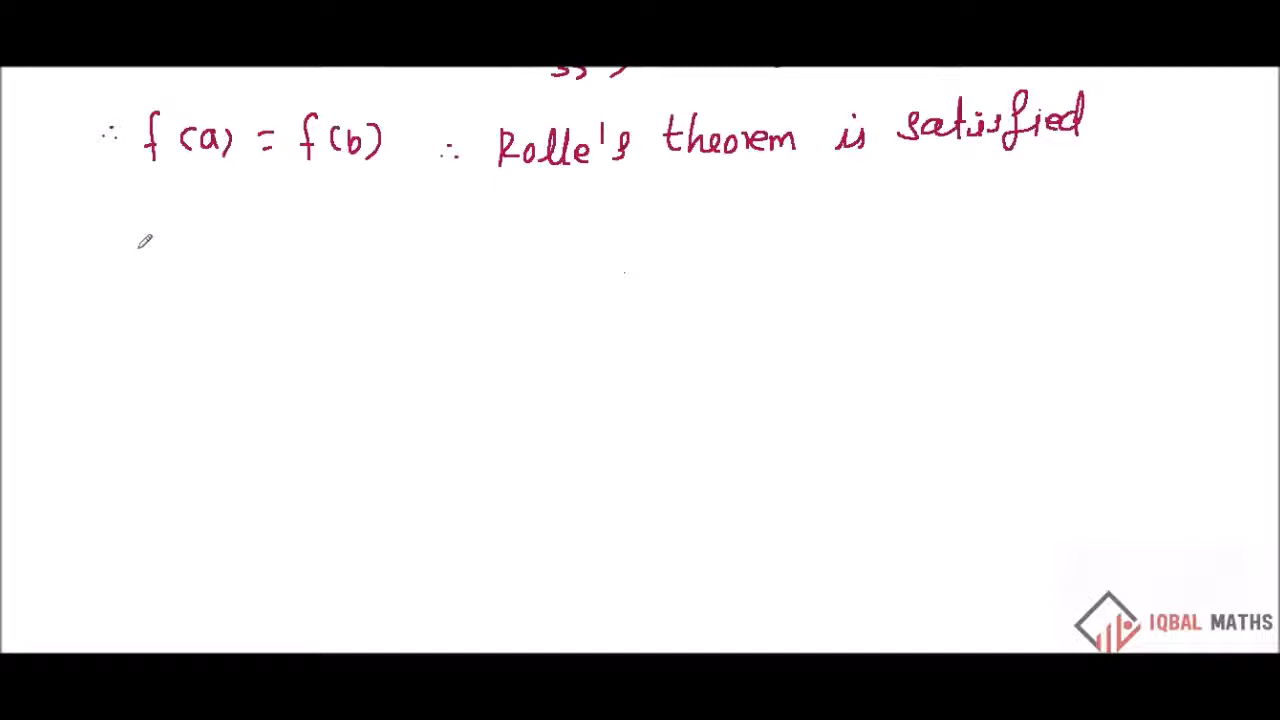 ∴ f(a) = f(b) ∴ Rolle's theorem is satisfied
IQBAL MATHS